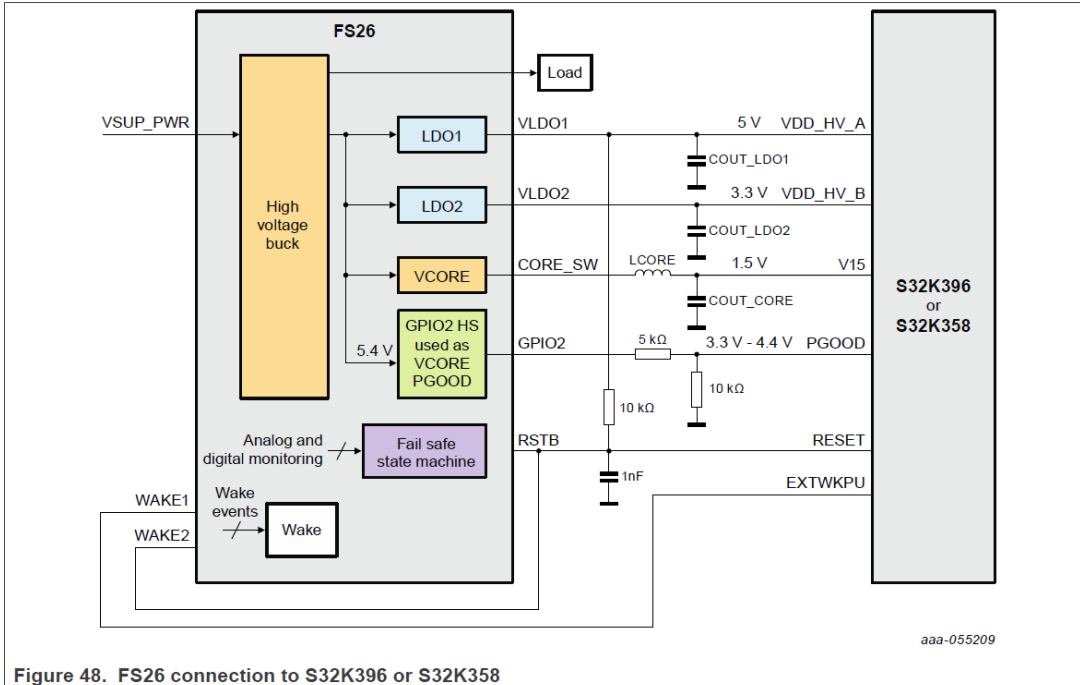 FS26
Load
VSUP_PWR
High
voltage
buck
LDO1
VLDO1
5 V
VDD_HV_A
COUT_LDO1
LDO2
VLDO2
3.3 V
VDD_HV_B
COUT_LDO2
VCORE
CORE_SW
LCORE
1.5 V
V15
COUT_CORE
S32K396
or
S32K358
5.4 V
GPIO2 HS
used as
VCORE
PGOOD
GPIO2
5 kΩ
3.3 V - 4.4 V
PGOOD
10 kΩ
10 kΩ
Analog and
digital monitoring
Fail safe
state machine
RSTB
RESET
1nF
EXTWKPU
WAKE1
WAKE2
Wake
events
Wake
aaa-055209
Figure 48. FS26 connection to S32K396 or S32K358